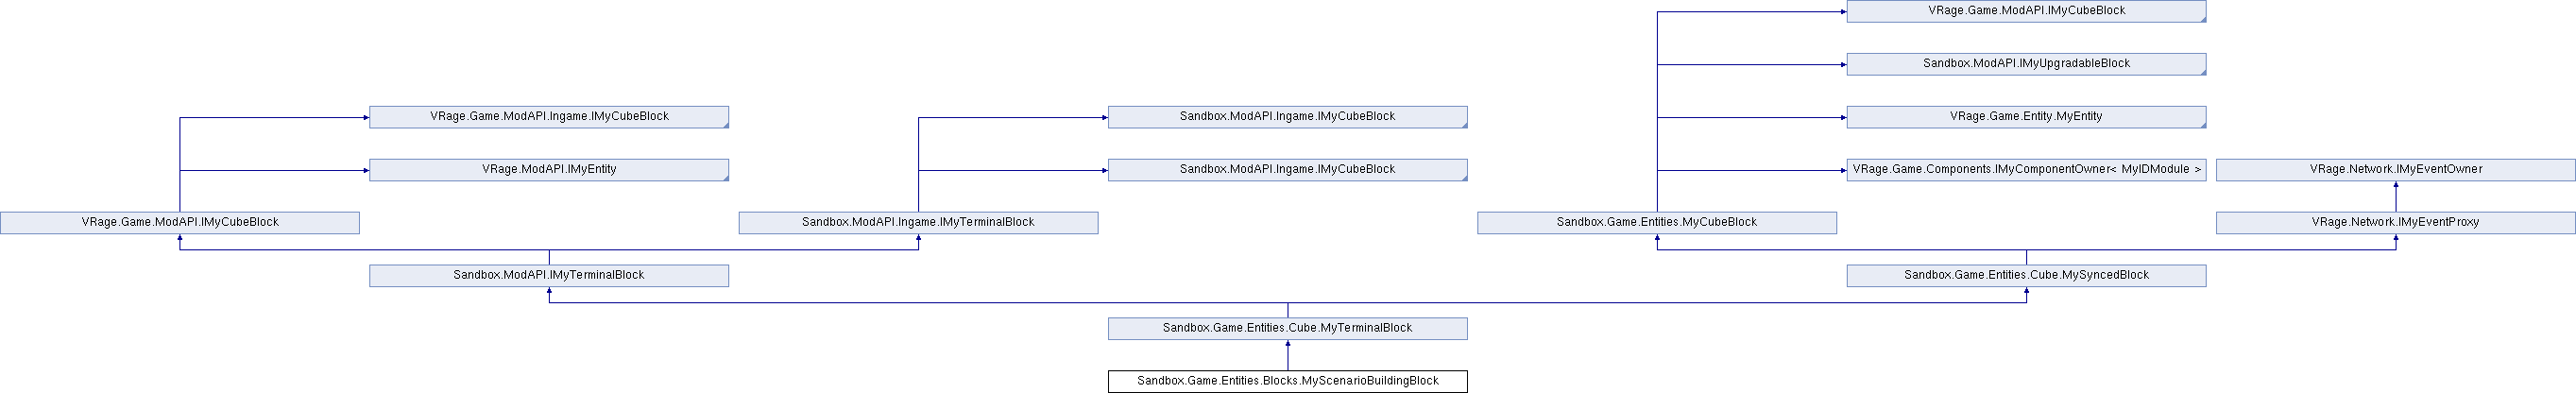 VRage.Game.ModAPI.IMyCubeBlock
Sandbox.ModAPI.IMyUpgradableBlock
VRage.Game.ModAPI.Ingame.IMyCubeBlock
Sandbox.ModAPI.Ingame.IMyCubeBlock
VRage.Game.Entity.MyEntity
VRage.ModAPI.IMyEntity
Sandbox.ModAPI.Ingame.IMyCubeBlock
VRage.Game.Components.IMyComponentOwner< MyIDModule >
VRage.Network.IMyEventOwner
VRage.Game.ModAPI.IMyCubeBlock
Sandbox.ModAPI.Ingame.IMyTerminalBlock
Sandbox.Game.Entities.MyCubeBlock
VRage.Network.IMyEventProxy
Sandbox.ModAPI.IMyTerminalBlock
Sandbox.Game.Entities.Cube.MySyncedBlock
Sandbox.Game.Entities.Cube.MyTerminalBlock
Sandbox.Game.Entities.Blocks.MyScenarioBuildingBlock